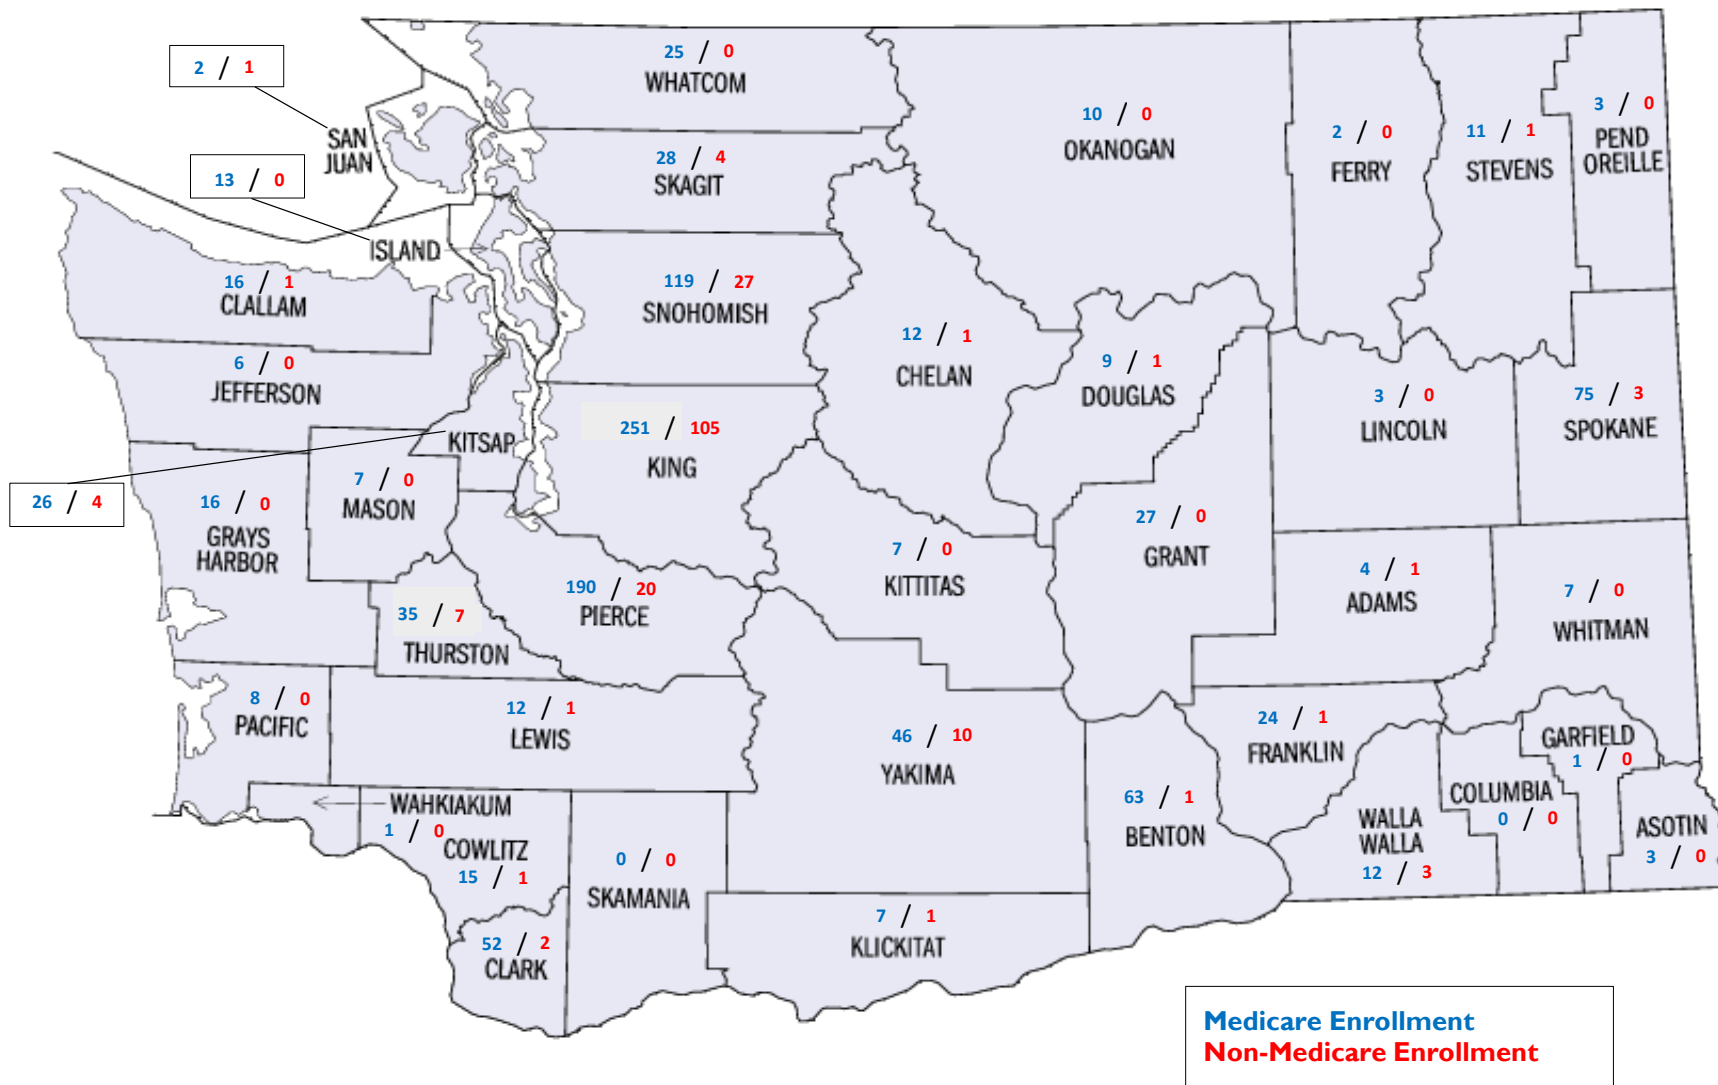 25 / 0
WHATCOM
2 / 1
SAN
JUAN
10 / 0
OKANOGAN
2 / 0
FERRY
11 / 1
STEVENS
3 / 0
PEND
OREILLE
28 / 4
SKAGIT
13 / 0
ISLAND
16 / 1
CLALLAM
119 / 27
SNOHOMISH
12 / 1
CHELAN
9 / 1
DOUGLAS
6 / 0
JEFFERSON
3 / 0
LINCOLN
75 / 3
SPOKANE
251 / 105
KING
KITSAP
26 / 4
7 / 0
MASON
16 / 0
GRAYS
HARBOR
27 / 0
GRANT
7 / 0
KITTITAS
4 / 1
ADAMS
7 / 0
WHITMAN
190 / 20
PIERCE
35 / 7
THURSTON
8 / 0
PACIFIC
12 / 1
LEWIS
46 / 10
YAKIMA
24 / 1
FRANKLIN
GARFIELD
1 / 0
63 / 1
BENTON
COLUMBIA
0 / 0
WALLA
WALLA
12 / 3
ASOTIN
3 / 0
WAHKIAKUM
1 / 0
COWLITZ
15 / 1
0 / 0
SKAMANIA
7 / 1
KLICKITAT
52 / 2
CLARK
Medicare Enrollment
Non-Medicare Enrollment